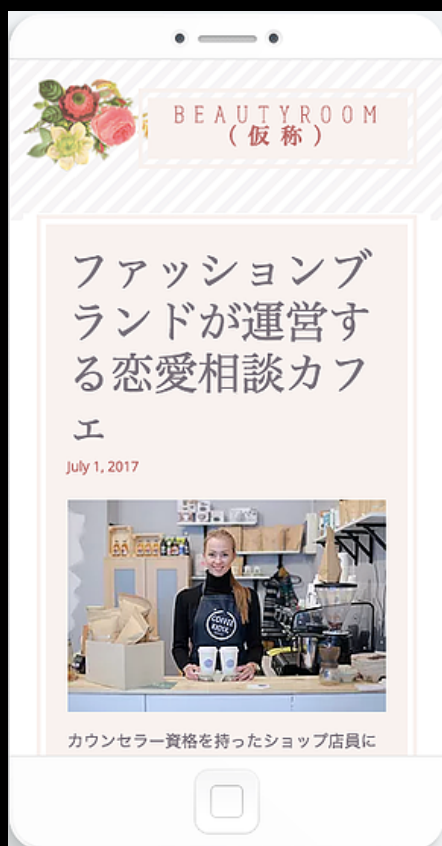 BEAUTYROOM
(仮称)
ファッションブ
ランドが運営す
る恋愛相談カフ
ェ
July 1, 2017
COFFEE
カウンセラー資格を持ったショップ店員に